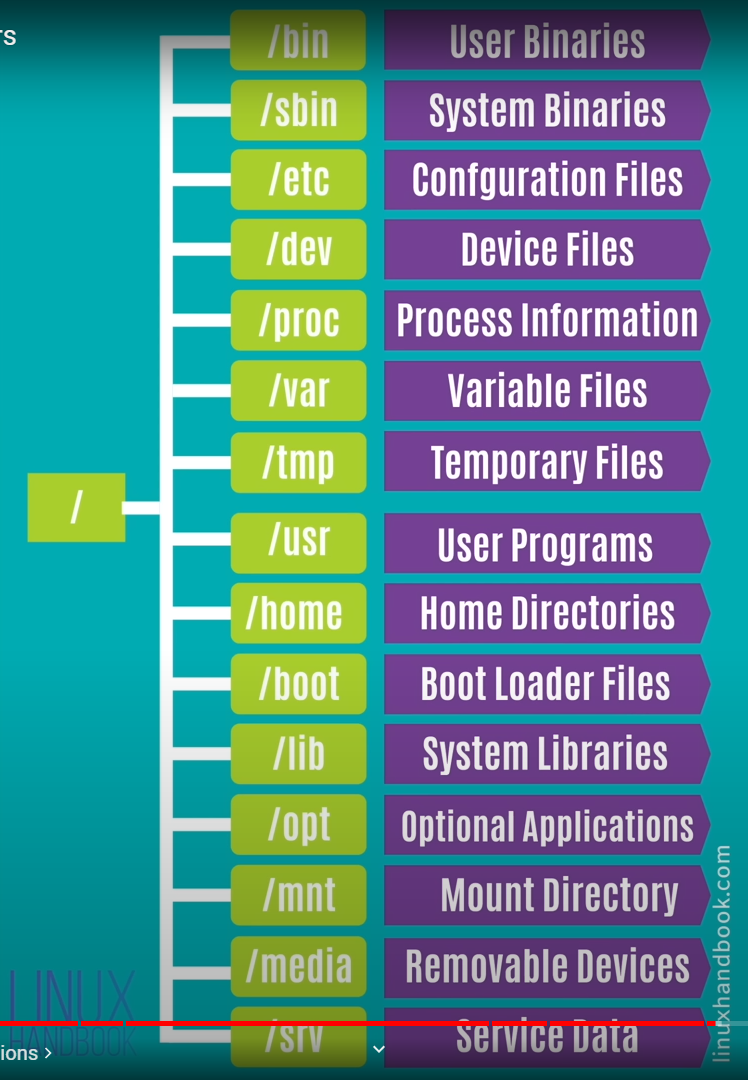 /bin User Binaries
/sbin System Binaries
/etc Confguration Files
/dev Device Files
/proc Process Information
/var Variable Files
/tmp Temporary Files
/
/usr User Programs
/home Home Directories
/boot Boot Loader Files
/lib System Libraries
/opt Optional Applications
/mnt Mount Directory
/media Removable Devices
/srv Service Data
LINUX
HANDBOOK
linuxhandbook.com